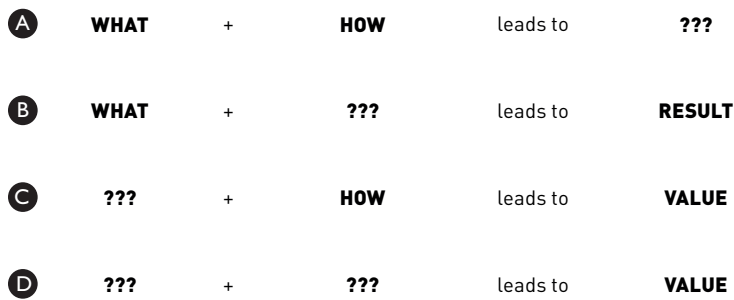 A WHAT + HOW leads to ???
B WHAT + ??? leads to RESULT
C ??? + HOW leads to VALUE
D ??? + ??? leads to VALUE